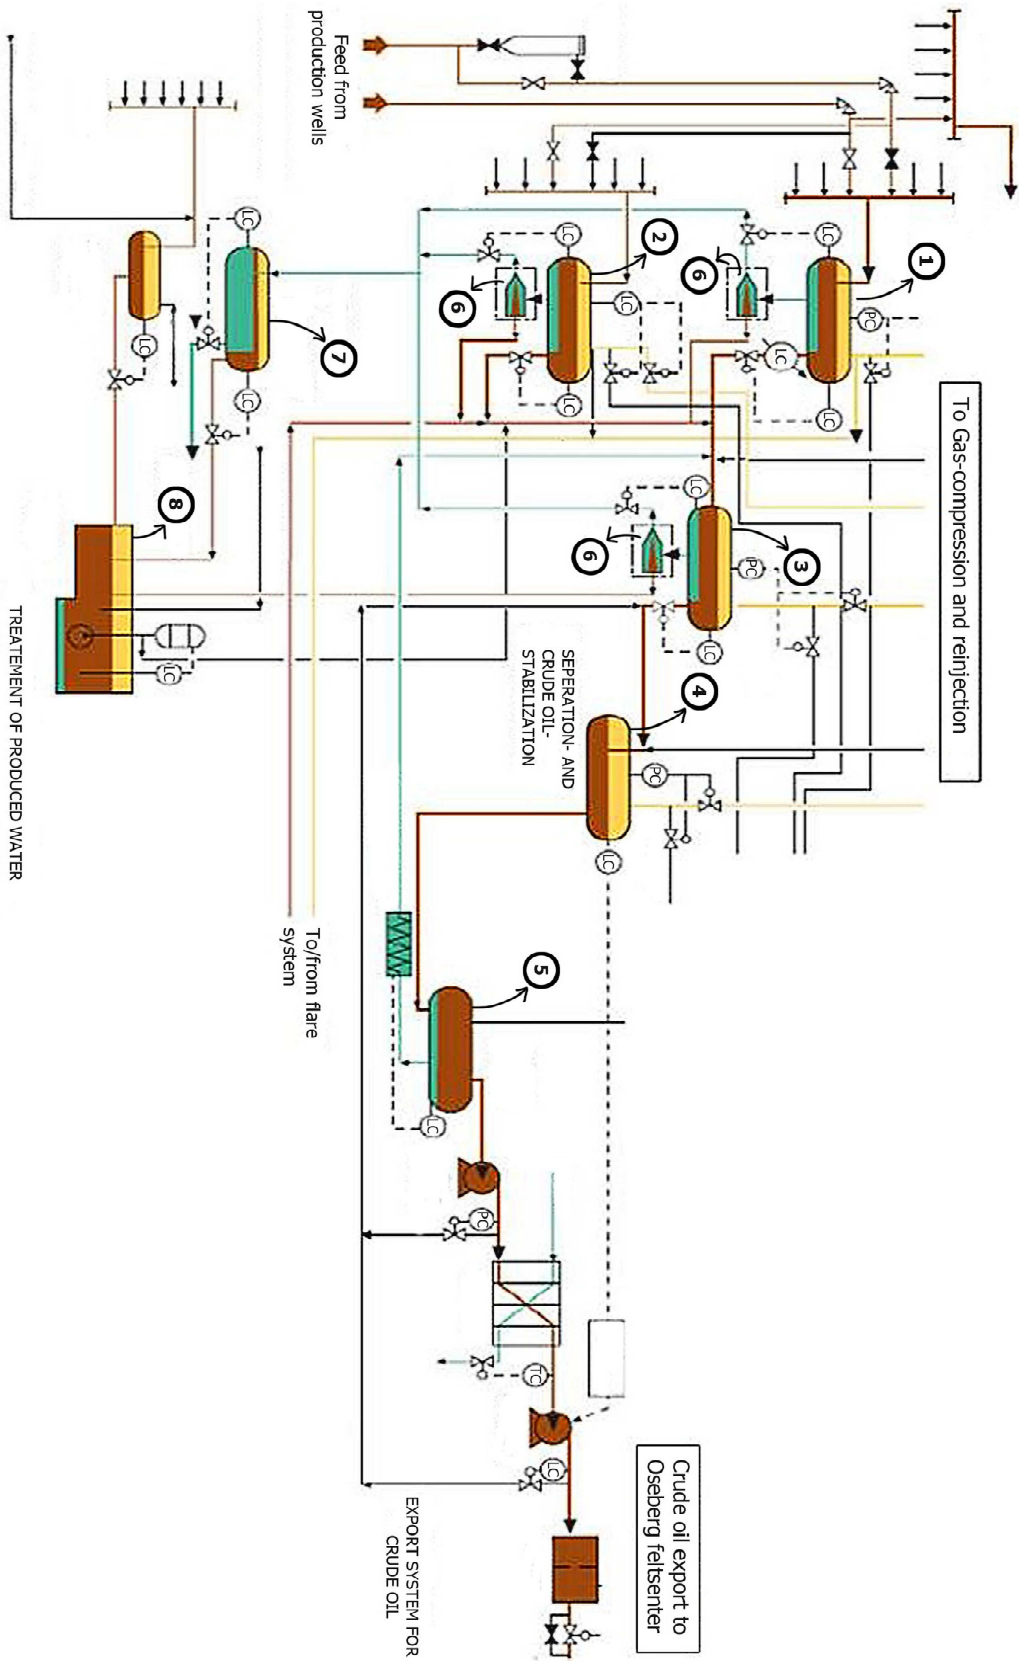 To Gas-compression and reinjection
1
PC
LC
LC
LC
3
PC
6
LC
LC
4
Crude oil export to
Oseberg feltsenter
2
PC
LC
LC
6
LC
LC
SEPERATION- AND
CRUDE OIL-
STABILIZATION
5
LC
TC
PC
6
LC
EXPORT SYSTEM FOR
CRUDE OIL
Feed from
production wells
7
To/from flare
system
LC
LC
8
LC
LC
TREATEMENT OF PRODUCED WATER